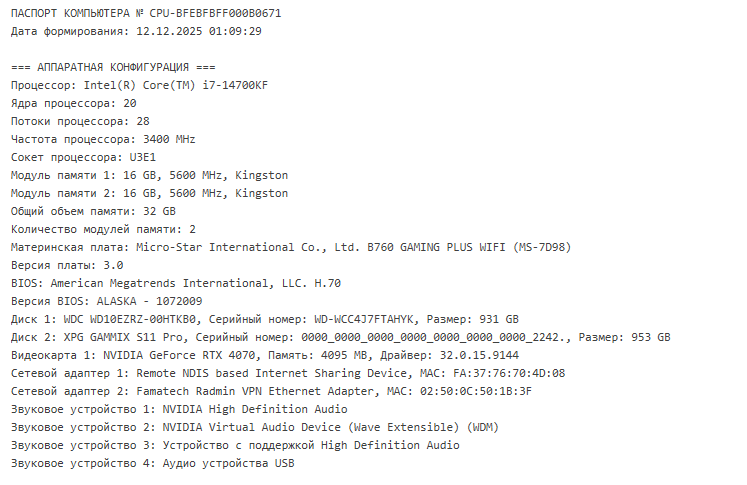 ПАСПОРТ КОМПЬЮТЕРА № CPU-BFEBFBFF000B0671
Дата формирования: 12.12.2025 01:09:29
=== АППАРАТНАЯ КОНФИГУРАЦИЯ ===
Процессор: Intel(R) Core(TM) i7-14700KF
Ядра процессора: 20
Потоки процессора: 28
Частота процессора: 3400 MHz
Сокет процессора: U3E1
Модуль памяти 1: 16 GB, 5600 MHz, Kingston
Модуль памяти 2: 16 GB, 5600 MHz, Kingston
Общий объем памяти: 32 GB
Количество модулей памяти: 2
Материнская плата: Micro-Star International Co., Ltd. B760 GAMING PLUS WIFI (MS-7D98)
Версия платы: 3.0
BIOS: American Megatrends International, LLC. H.70
Версия BIOS: ALASKA - 1072009
Диск 1: WDC WD10EZRZ-00HTKB0, Серийный номер: WD-WCC4J7FTAHYK, Размер: 931 GB
Диск 2: XPG GAMMIX S11 Pro, Серийный номер: 0000_0000_0000_0000_0000_0000_0000_2242., Размер: 953 GB
Видеокарта 1: NVIDIA GeForce RTX 4070, Память: 4095 MB, Драйвер: 32.0.15.9144
Сетевой адаптер 1: Remote NDIS based Internet Sharing Device, MAC: FA:37:76:70:4D:08
Сетевой адаптер 2: Famatech Radmin VPN Ethernet Adapter, MAC: 02:50:0C:50:1B:3F
Звуковое устройство 1: NVIDIA High Definition Audio
Звуковое устройство 2: NVIDIA Virtual Audio Device (Wave Extensible) (WDM)
Звуковое устройство 3: Устройство с поддержкой High Definition Audio
Звуковое устройство 4: Аудио устройства USB